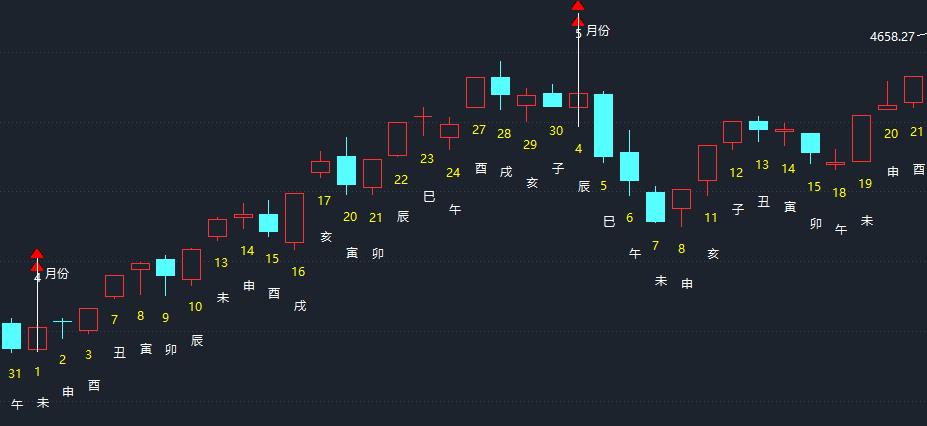 5 月份
4658.27
4 月份
31
午
1
未
2
申
3
酉
7
丑
8
寅
9
卯
10
辰
13
未
14
申
15
酉
16
戌
17
亥
20
寅
21
卯
22
辰
23
巳
24
午
27
酉
28
戌
29
亥
30
子
4
辰
5
巳
6
午
7
未
8
申
11
亥
12
子
13
丑
14
寅
15
卯
18
午
19
未
20
申
21
酉